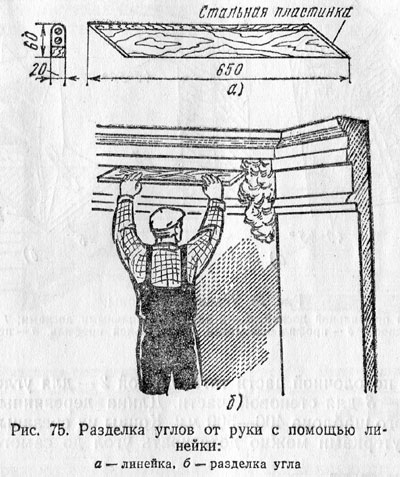 Стальная пластинка
60
20
650
а)
б)
Рис. 75. Разделка углов от руки с помощью ли-
нейки:
а — линейка, б — разделка угла